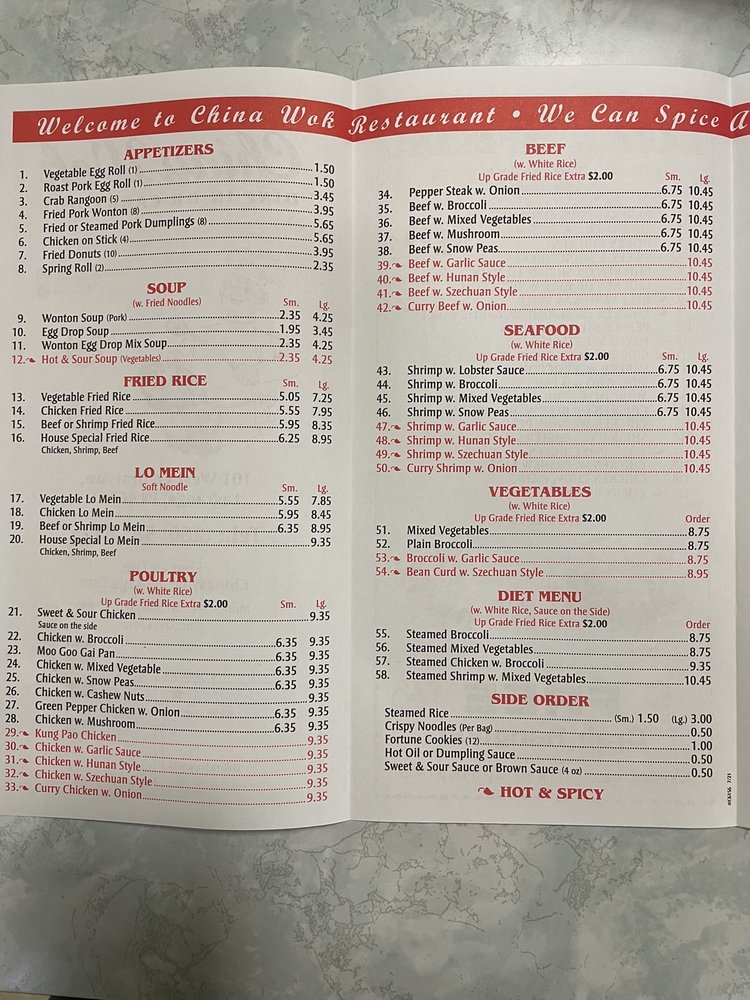 Welcome to China Wok Restaurant • We Can Spice A
APPETIZERS
1. Vegetable Egg Roll (1) 1.50
2. Roast Pork Egg Roll (1) 1.50
3. Crab Rangoon (5) 3.45
4. Fried Pork Wonton (8) 3.95
5. Fried or Steamed Pork Dumplings (8) 5.65
6. Chicken on Stick (4) 5.65
7. Fried Donuts (10) 3.95
8. Spring Roll (2) 2.35
SOUP
(w. Fried Noodles) Sm. Lg.
9. Wonton Soup (Pork) 2.35 4.25
10. Egg Drop Soup 1.95 3.45
11. Wonton Egg Drop Mix Soup 2.35 4.25
12. Hot & Sour Soup (Vegetables) 2.35 4.25
FRIED RICE Sm. Lg.
13. Vegetable Fried Rice 5.05 7.25
14. Chicken Fried Rice 5.55 7.95
15. Beef or Shrimp Fried Rice 5.95 8.35
16. House Special Fried Rice 6.25 8.95
Chicken, Shrimp, Beef
LO MEIN
Soft Noodle Sm. Lg.
17. Vegetable Lo Mein 5.55 7.85
18. Chicken Lo Mein 5.95 8.45
19. Beef or Shrimp Lo Mein 6.35 8.95
20. House Special Lo Mein 9.35
Chicken, Shrimp, Beef
POULTRY
(w. White Rice)
Up Grade Fried Rice Extra $2.00 Sm. Lg.
21. Sweet & Sour Chicken 9.35
Sauce on the side
22. Chicken w. Broccoli 6.35 9.35
23. Moo Goo Gai Pan 6.35 9.35
24. Chicken w. Mixed Vegetable 6.35 9.35
25. Chicken w. Snow Peas 6.35 9.35
26. Chicken w. Cashew Nuts 9.35
27. Green Pepper Chicken w. Onion 6.35 9.35
28. Chicken w. Mushroom 6.35 9.35
29. Kung Pao Chicken 9.35
30. Chicken w. Garlic Sauce 9.35
31. Chicken w. Hunan Style 9.35
32. Chicken w. Szechuan Style 9.35
33. Curry Chicken w. Onion 9.35
BEEF
(w. White Rice)
Up Grade Fried Rice Extra $2.00 Sm. Lg.
34. Pepper Steak w. Onion 6.75 10.45
35. Beef w. Broccoli 6.75 10.45
36. Beef w. Mixed Vegetables 6.75 10.45
37. Beef w. Mushroom 6.75 10.45
38. Beef w. Snow Peas 6.75 10.45
39. Beef w. Garlic Sauce 10.45
40. Beef w. Hunan Style 10.45
41. Beef w. Szechuan Style 10.45
42. Curry Beef w. Onion 10.45
SEAFOOD
(w. White Rice)
Up Grade Fried Rice Extra $2.00 Sm. Lg.
43. Shrimp w. Lobster Sauce 6.75 10.45
44. Shrimp w. Broccoli 6.75 10.45
45. Shrimp w. Mixed Vegetables 6.75 10.45
46. Shrimp w. Snow Peas 6.75 10.45
47. Shrimp w. Garlic Sauce 10.45
48. Shrimp w. Hunan Style 10.45
49. Shrimp w. Szechuan Style 10.45
50. Curry Shrimp w. Onion 10.45
VEGETABLES
(w. White Rice)
Up Grade Fried Rice Extra $2.00 Order
51. Mixed Vegetables 8.75
52. Plain Broccoli 8.75
53. Broccoli w. Garlic Sauce 8.75
54. Bean Curd w. Szechuan Style 8.95
DIET MENU
(w. White Rice, Sauce on the Side)
Up Grade Fried Rice Extra $2.00 Order
55. Steamed Broccoli 8.75
56. Steamed Mixed Vegetables 8.75
57. Steamed Chicken w. Broccoli 9.35
58. Steamed Shrimp w. Mixed Vegetables 10.45
SIDE ORDER
Steamed Rice (Sm.) 1.50 (Lg.) 3.00
Crispy Noodles (Per Bag) 0.50
Fortune Cookies (12) 1.00
Hot Oil or Dumpling Sauce 0.50
Sweet & Sour Sauce or Brown Sauce (4 oz) 0.50
HOT & SPICY